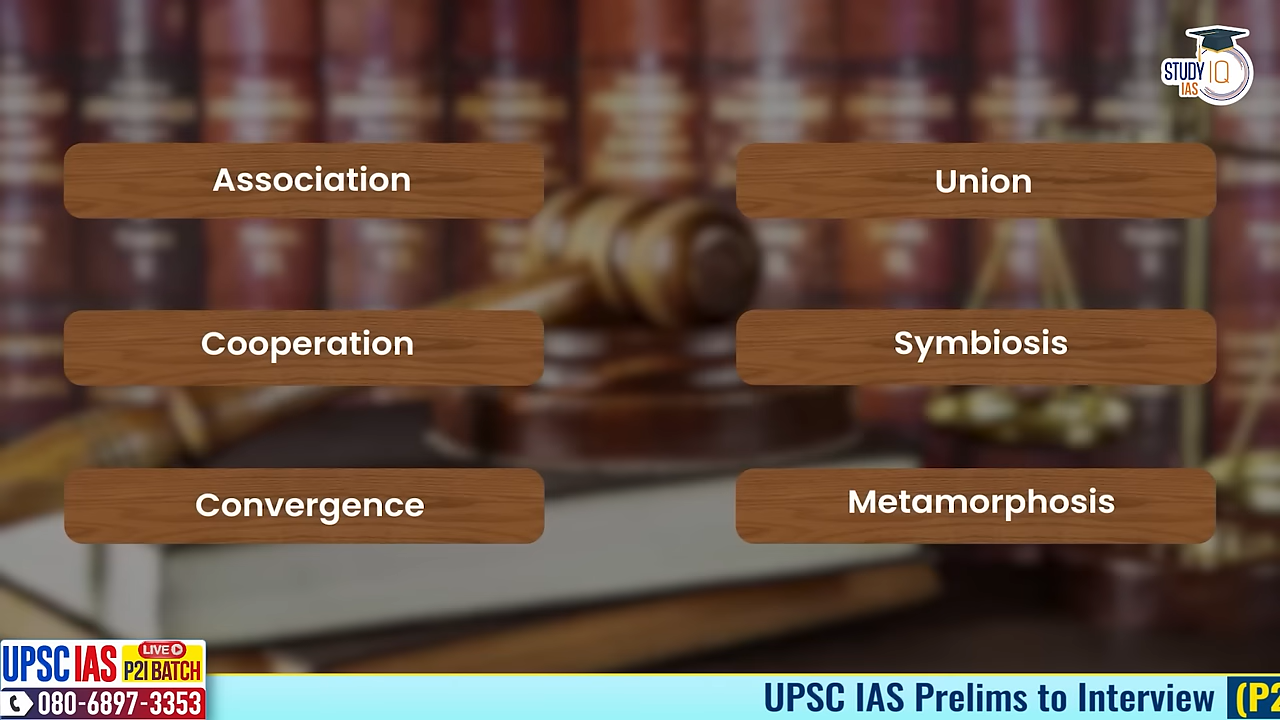 STUDY IQ
IAS
Association
Union
Cooperation
Symbiosis
Convergence
Metamorphosis
UPSC IAS
LIVE
P2I BATCH
080-6897-3353
UPSC IAS Prelims to Interview (P2